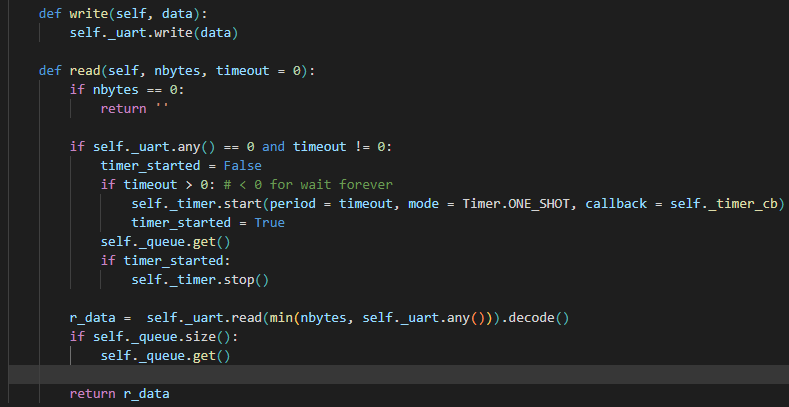 def write(self, data):
    self._uart.write(data)

def read(self, nbytes, timeout = 0):
    if nbytes == 0:
        return ''

    if self._uart.any() == 0 and timeout != 0:
        timer_started = False
        if timeout > 0: # < 0 for wait forever
            self._timer.start(period = timeout, mode = Timer.ONE_SHOT, callback = self._timer_cb)
            timer_started = True
        self._queue.get()
        if timer_started:
            self._timer.stop()

    r_data =  self._uart.read(min(nbytes, self._uart.any())).decode()
    if self._queue.size():
        self._queue.get()

    return r_data